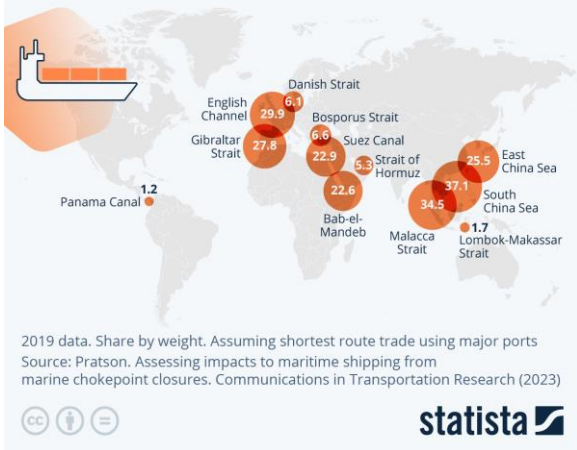 Danish Strait
6.1
English
Channel
29.9
Bosporus Strait
6.6
Gibraltar
Strait
27.8
Suez Canal
22.9
Strait of
Hormuz
5.3
East
China Sea
25.5
1.2
Panama Canal
22.6
Bab-el-
Mandeb
37.1
South
China Sea
34.5
Malacca
Strait
1.7
Lombok-Makassar
Strait
2019 data. Share by weight. Assuming shortest route trade using major ports
Source: Pratson. Assessing impacts to maritime shipping from
marine chokepoint closures. Communications in Transportation Research (2023)
cc
=
statista